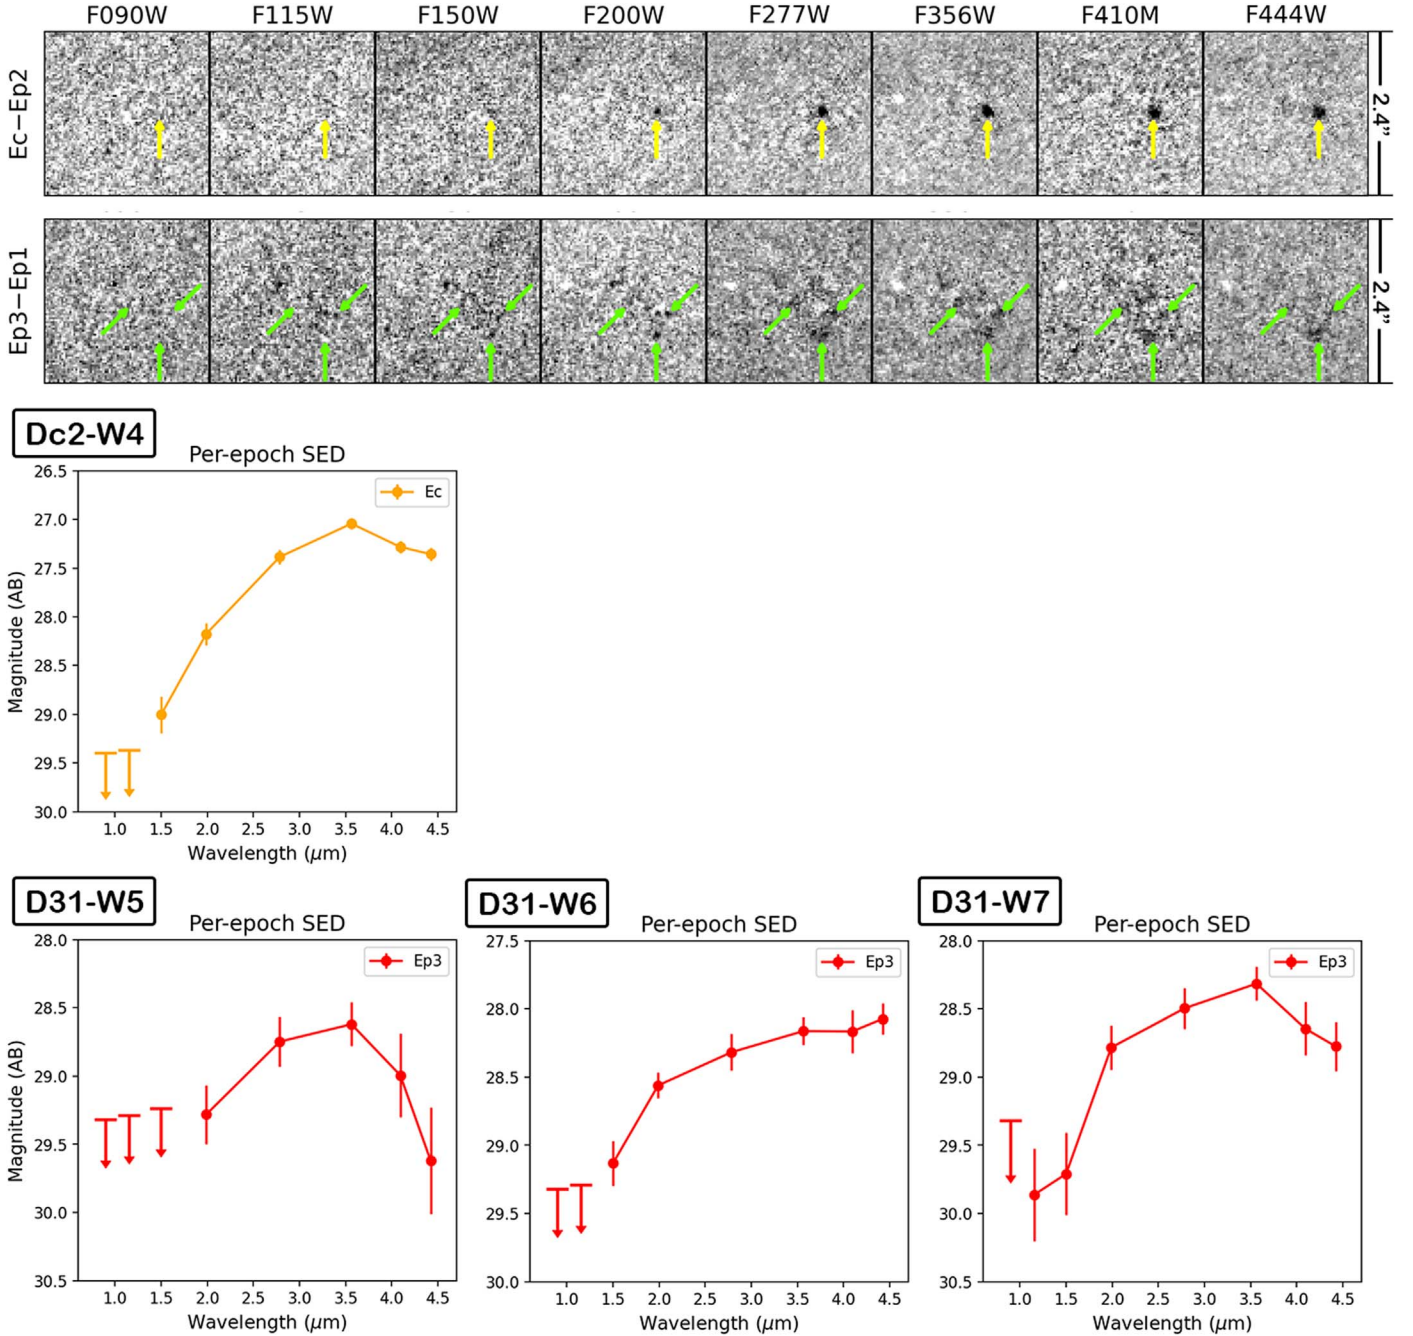 F090W F115W F150W F200W F277W F356W F410M F444W
Ec−Ep2
2.4”
Ep3−Ep1
2.4”
Dc2-W4
Per-epoch SED
Ec
26.5
27.0
27.5
28.0
28.5
29.0
29.5
30.0
Magnitude (AB)
1.0 1.5 2.0 2.5 3.0 3.5 4.0 4.5
Wavelength (μm)
D31-W5
Per-epoch SED
Ep3
28.0
28.5
29.0
29.5
30.0
30.5
Magnitude (AB)
1.0 1.5 2.0 2.5 3.0 3.5 4.0 4.5
Wavelength (μm)
D31-W6
Per-epoch SED
Ep3
27.5
28.0
28.5
29.0
29.5
30.0
1.0 1.5 2.0 2.5 3.0 3.5 4.0 4.5
Wavelength (μm)
D31-W7
Per-epoch SED
Ep3
28.0
28.5
29.0
29.5
30.0
30.5
1.0 1.5 2.0 2.5 3.0 3.5 4.0 4.5
Wavelength (μm)